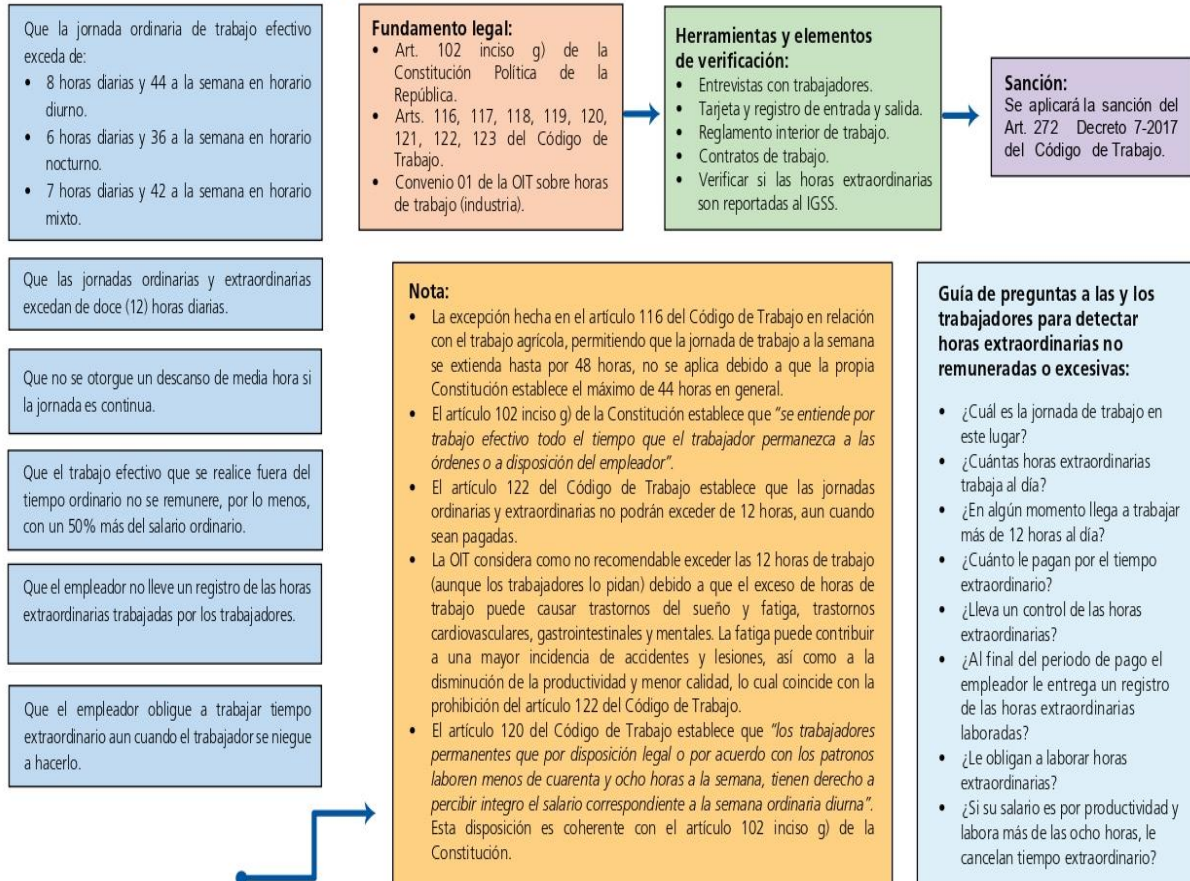 Que la jornada ordinaria de trabajo efectivo
exceda de:
• 8 horas diarias y 44 a la semana en horario
diurno.
• 6 horas diarias y 36 a la semana en horario
nocturno.
• 7 horas diarias y 42 a la semana en horario
mixto.
Que las jornadas ordinarias y extraordinarias
excedan de doce (12) horas diarias.
Que no se otorgue un descanso de media hora si
la jornada es continua.
Que el trabajo efectivo que se realice fuera del
tiempo ordinario no se remunere, por lo menos,
con un 50% más del salario ordinario.
Que el empleador no lleve un registro de las horas
extraordinarias trabajadas por los trabajadores.
Que el empleador obligue a trabajar tiempo
extraordinario aun cuando el trabajador se niegue
a hacerlo.
Fundamento legal:
• Art. 102 inciso g) de la
Constitución Política de la
República.
• Arts. 116, 117, 118, 119, 120,
121, 122, 123 del Código de
Trabajo.
• Convenio 01 de la OIT sobre horas
de trabajo (industria).
Herramientas y elementos
de verificación:
• Entrevistas con trabajadores.
• Tarjeta y registro de entrada y salida.
• Reglamento interior de trabajo.
• Contratos de trabajo.
• Verificar si las horas extraordinarias
son reportadas al IGSS.
Sanción:
Se aplicará la sanción del
Art. 272 Decreto 7-2017
del Código de Trabajo.
Nota:
• La excepción hecha en el artículo 116 del Código de Trabajo en relación
con el trabajo agrícola, permitiendo que la jornada de trabajo a la semana
se extienda hasta por 48 horas, no se aplica debido a que la propia
Constitución establece el máximo de 44 horas en general.
• El artículo 102 inciso g) de la Constitución establece que "se entiende por
trabajo efectivo todo el tiempo que el trabajador permanezca a las
órdenes o a disposición del empleador".
• El artículo 122 del Código de Trabajo establece que las jornadas
ordinarias y extraordinarias no podrán exceder de 12 horas, aun cuando
sean pagadas.
• La OIT considera como no recomendable exceder las 12 horas de trabajo
(aunque los trabajadores lo pidan) debido a que el exceso de horas de
trabajo puede causar trastornos del sueño y fatiga, trastornos
cardiovasculares, gastrointestinales y mentales. La fatiga puede contribuir
a una mayor incidencia de accidentes y lesiones, así como a la
disminución de la productividad y menor calidad, lo cual coincide con la
prohibición del artículo 122 del Código de Trabajo.
• El artículo 120 del Código de Trabajo establece que "los trabajadores
permanentes que por disposición legal o por acuerdo con los patronos
laboren menos de cuarenta y ocho horas a la semana, tienen derecho a
percibir integro el salario correspondiente a la semana ordinaria diurna".
Esta disposición es coherente con el artículo 102 inciso g) de la
Constitución.
Guía de preguntas a las y los
trabajadores para detectar
horas extraordinarias no
remuneradas o excesivas:
• ¿Cuál es la jornada de trabajo en
este lugar?
• ¿Cuántas horas extraordinarias
trabaja al día?
• ¿En algún momento llega a trabajar
más de 12 horas al día?
• ¿Cuánto le pagan por el tiempo
extraordinario?
• ¿Lleva un control de las horas
extraordinarias?
• ¿Al final del periodo de pago el
empleador le entrega un registro
de las horas extraordinarias
laboradas?
• ¿Le obligan a laborar horas
extraordinarias?
• ¿Si su salario es por productividad y
labora más de las ocho horas, le
cancelan tiempo extraordinario?